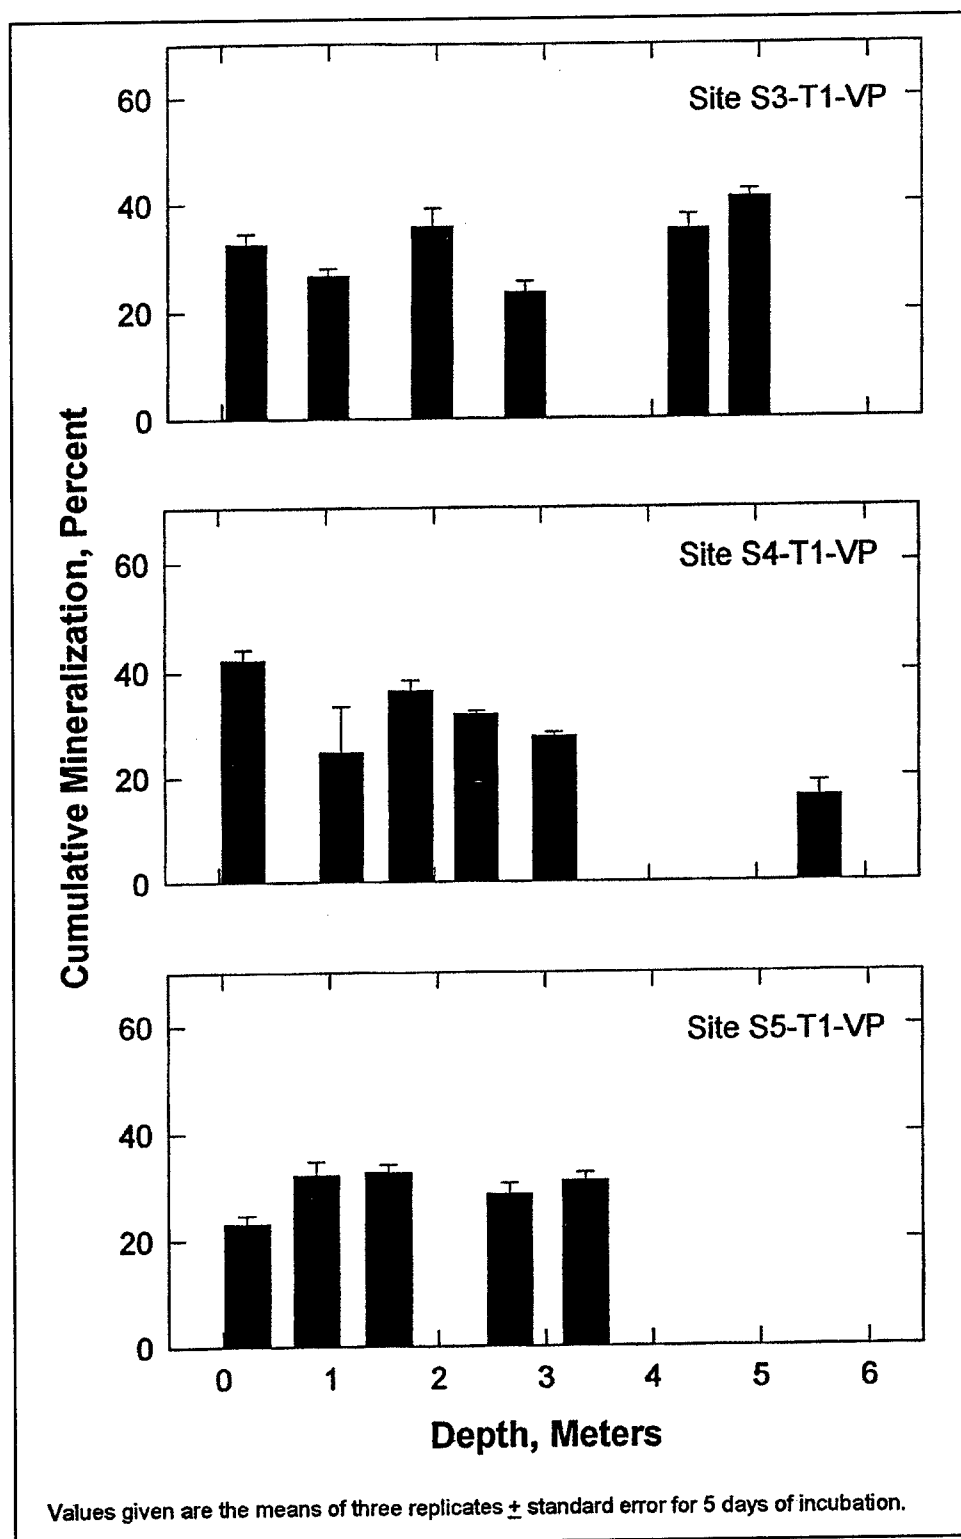 Site S3-T1-VP
60
40
20
0
Site S4-T1-VP
60
40
20
0
Cumulative Mineralization, Percent
Site S5-T1-VP
60
40
20
0
0 1 2 3 4 5 6
Depth, Meters
Values given are the means of three replicates ± standard error for 5 days of incubation.